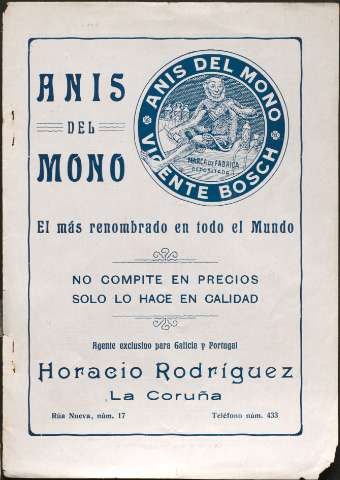 ANIS
DEL
MONO
ANIS DEL MONO
VICENTE BOSCH
MARCA DE FABRICA
DEPOSITADO
El más renombrado en todo el Mundo
NO COMPITE EN PRECIOS
SOLO LO HACE EN CALIDAD
Agente exclusivo para Galicia y Portugal
Horacio Rodríguez
La Coruña
Rúa Nueva, núm. 17
Teléfono núm. 433